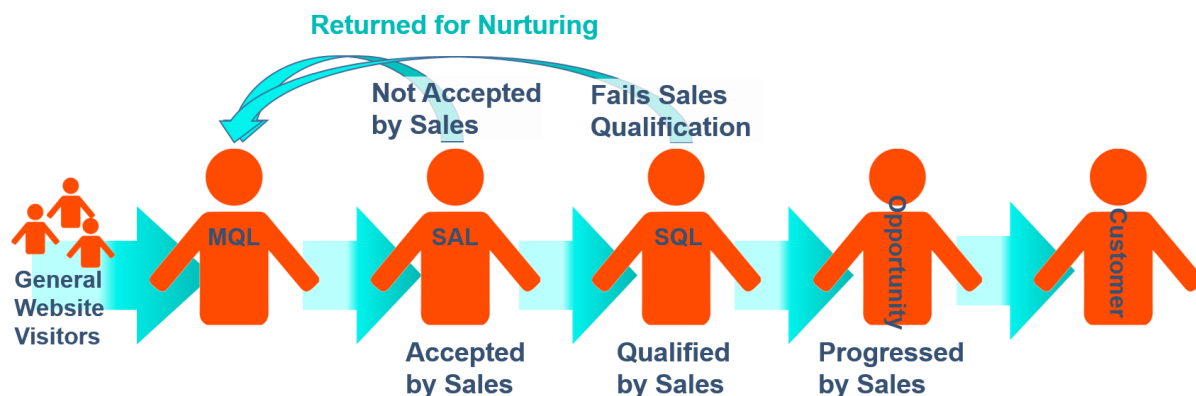 Returned for Nurturing
Not Accepted
by Sales
Fails Sales
Qualification
General
Website
Visitors
MQL
SAL
SQL
Opportunity
Customer
Accepted
by Sales
Qualified
by Sales
Progressed
by Sales